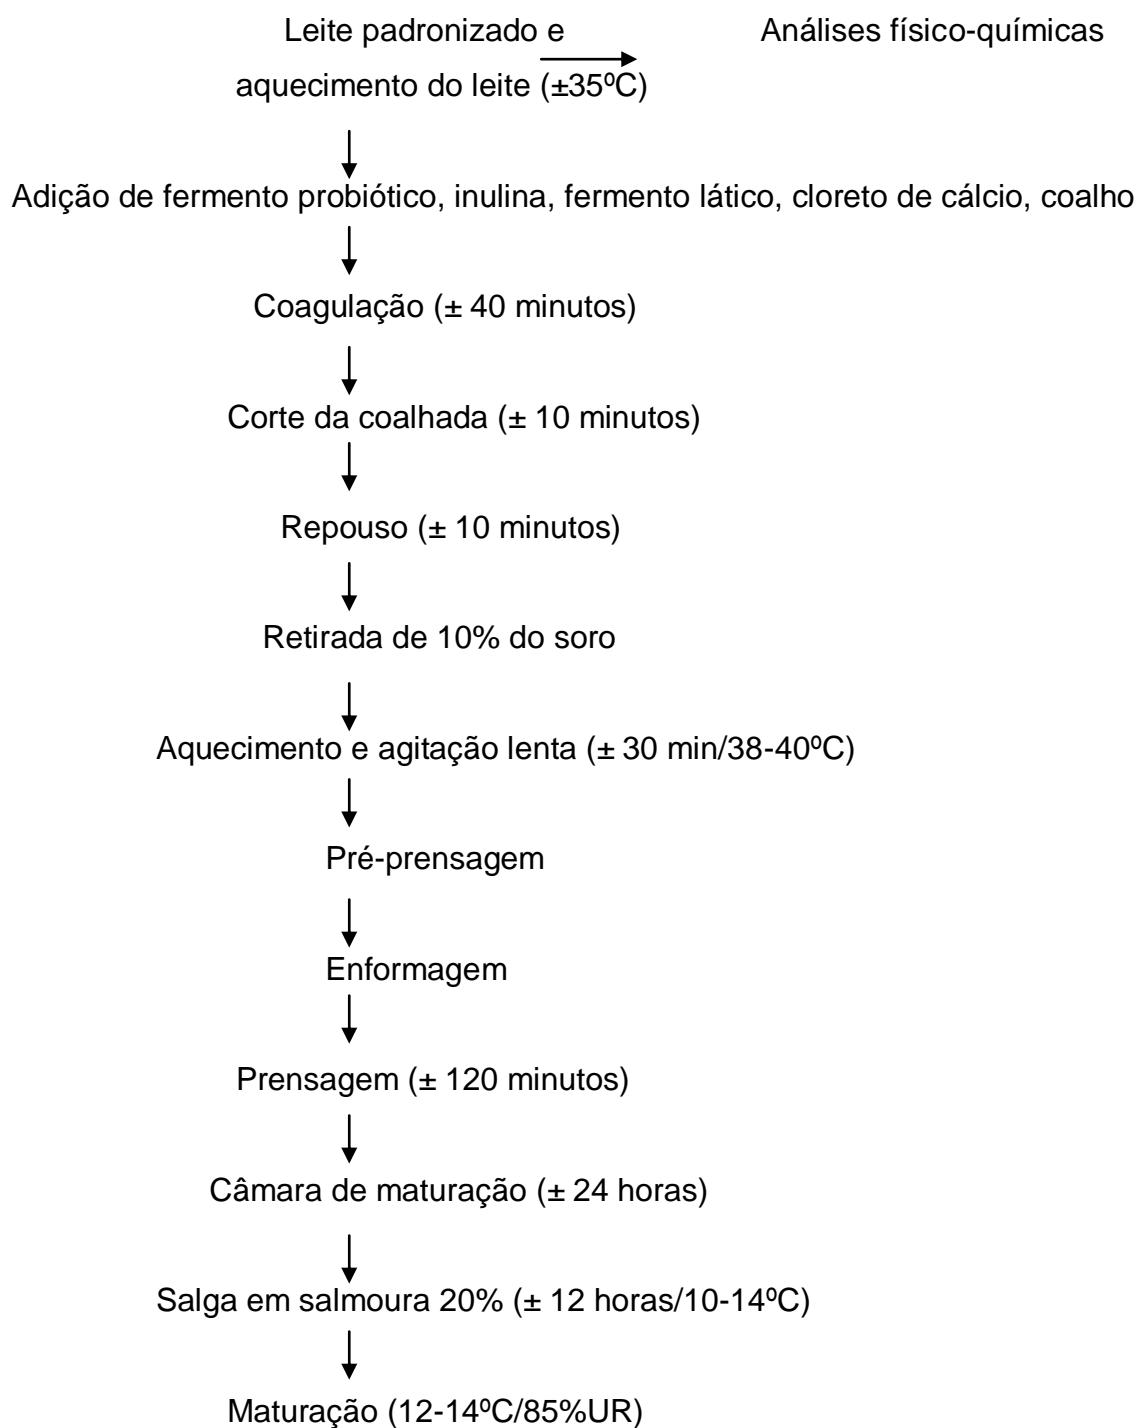 Leite padronizado e
Análises físico-químicas
aquecimento do leite (±35ºC)
Adição de fermento probiótico, inulina, fermento lático, cloreto de cálcio, coalho
Coagulação (± 40 minutos)
Corte da coalhada (± 10 minutos)
Repouso (± 10 minutos)
Retirada de 10% do soro
Aquecimento e agitação lenta (± 30 min/38-40ºC)
Pré-prensagem
Enformagem
Prensagem (± 120 minutos)
Câmara de maturação (± 24 horas)
Salga em salmoura 20% (± 12 horas/10-14ºC)
Maturação (12-14ºC/85%UR)